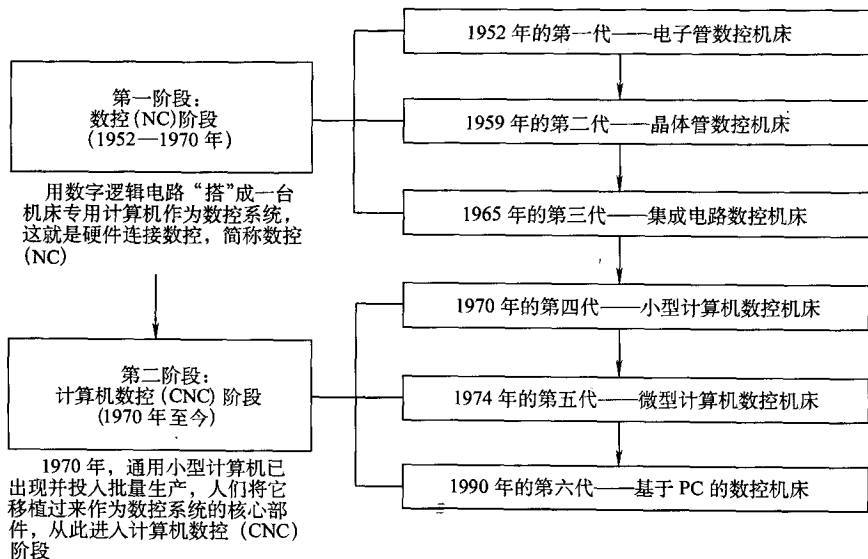 1952 年的第一代——电子管数控机床
第一阶段：
数控(NC)阶段
(1952—1970 年)
1959 年的第二代——晶体管数控机床
用数字逻辑电路“搭”成一台
机床专用计算机作为数控系统，
这就是硬件连接数控，简称数控
(NC)
1965 年的第三代——集成电路数控机床
1970 年的第四代——小型计算机数控机床
第二阶段：
计算机数控(CNC)阶段
(1970 年至今)
1974 年的第五代——微型计算机数控机床
1970 年，通用小型计算机已
出现并投入批量生产，人们将它
移植过来作为数控系统的核心部
件，从此进入计算机数控（CNC）
阶段
1990 年的第六代——基于 PC 的数控机床